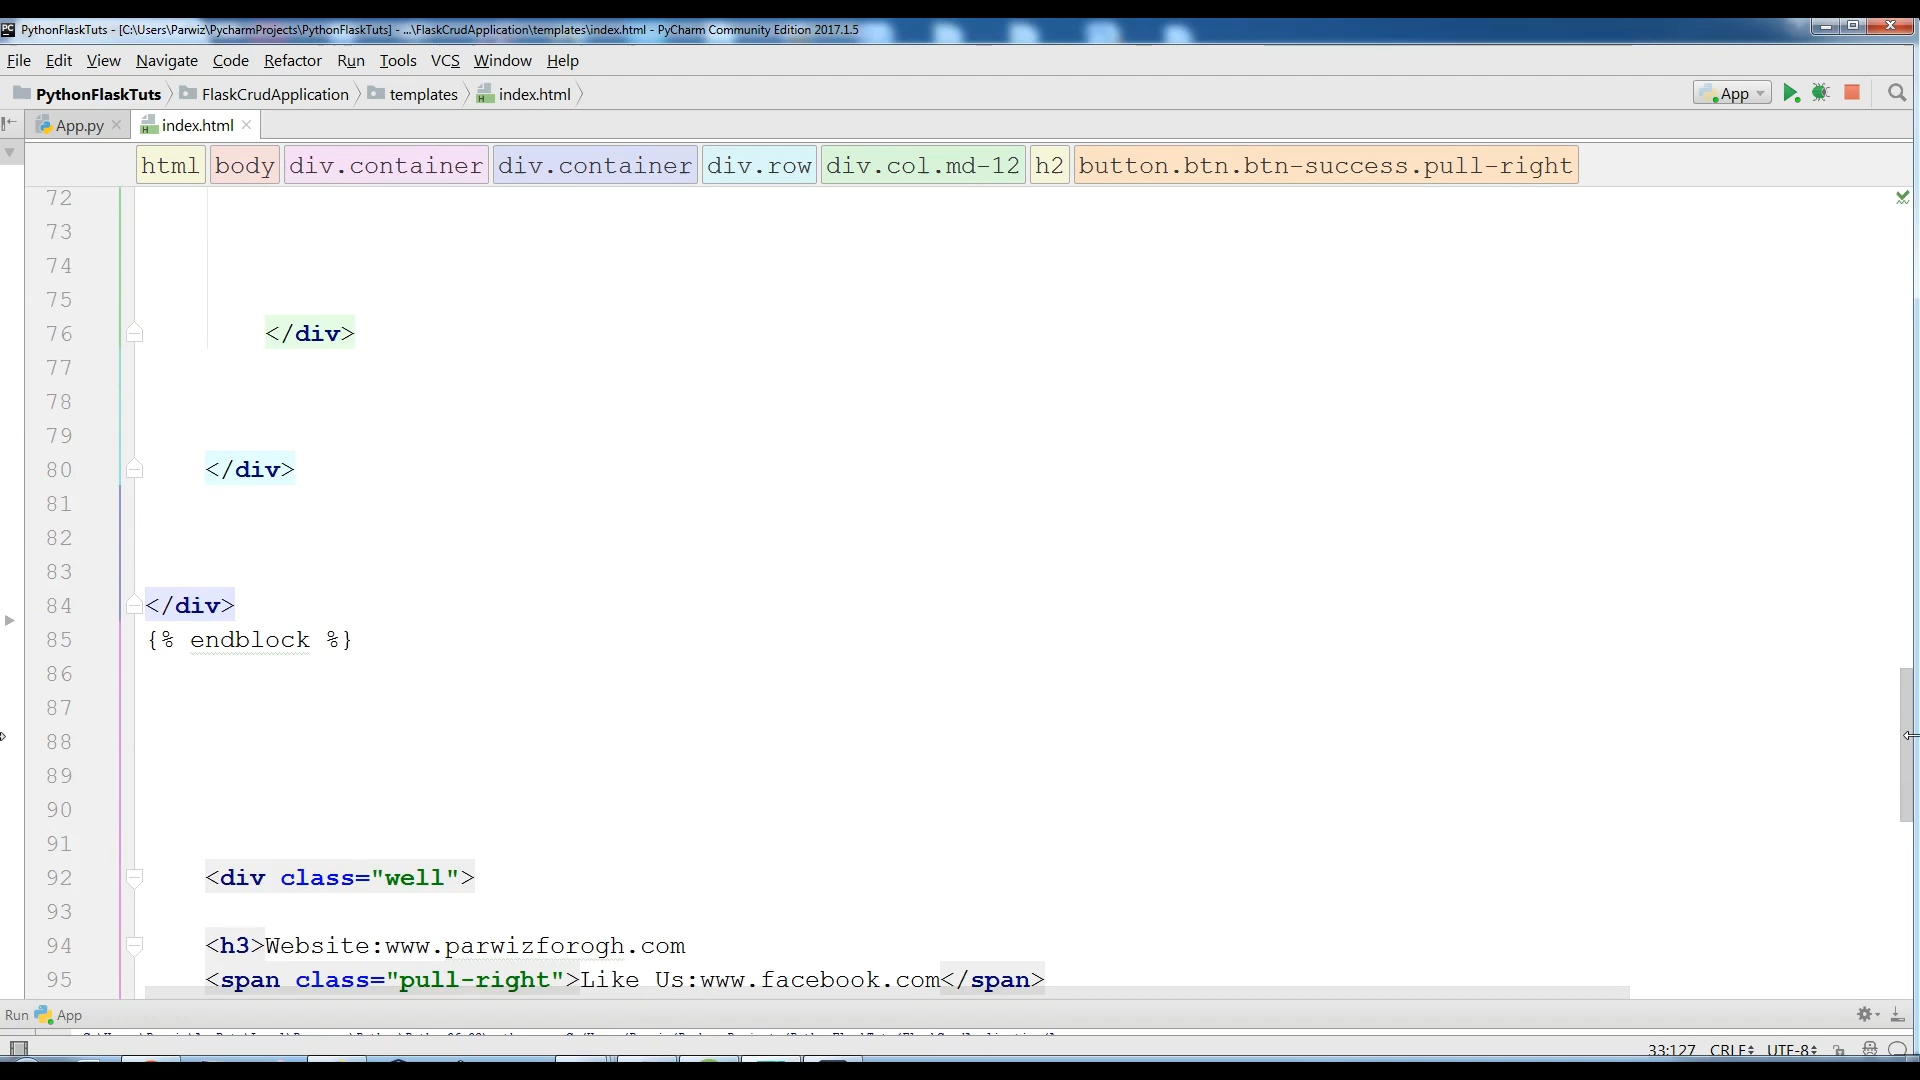 PC PythonFlaskTuts - [C:\Users\Parwiz\PycharmProjects\PythonFlaskTuts] - ...\FlaskCrudApplication\templates\index.html - PyCharm Community Edition 2017.1.5
File Edit View Navigate Code Refactor Run Tools VCS Window Help
PythonFlaskTuts FlaskCrudApplication templates index.html App
App.py index.html
html body div.container div.container div.row div.col.md-12 h2 button.btn.btn-success.pull-right
72
73
74
75
76 </div>
77
78
79
80 </div>
81
82
83
84 </div>
85 {% endblock %}
86
87
88
89
90
91
92 <div class="well">
93
94 <h3>Website:www.parwizforogh.com
95 <span class="pull-right">Like Us:www.facebook.com</span>
Run App
33:127 CRLF UTF-8